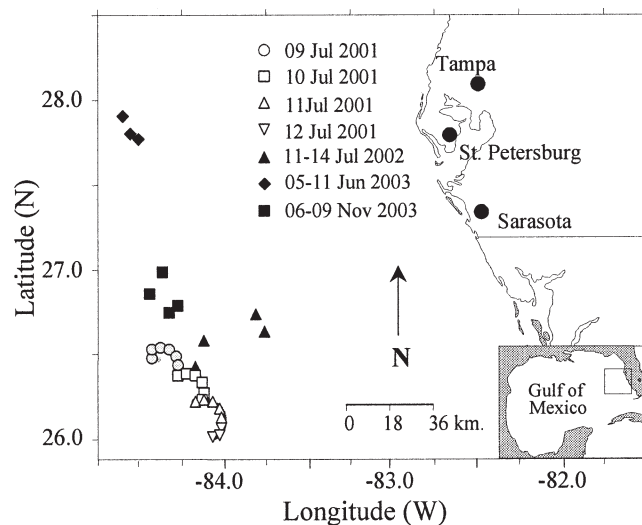 09 Jul 2001
10 Jul 2001
11Jul 2001
12 Jul 2001
11-14 Jul 2002
05-11 Jun 2003
06-09 Nov 2003
Tampa
St. Petersburg
Sarasota
28.0
27.0
26.0
Latitude (N)
N
0 18 36 km.
Gulf of
Mexico
-84.0 -83.0 -82.0
Longitude (W)